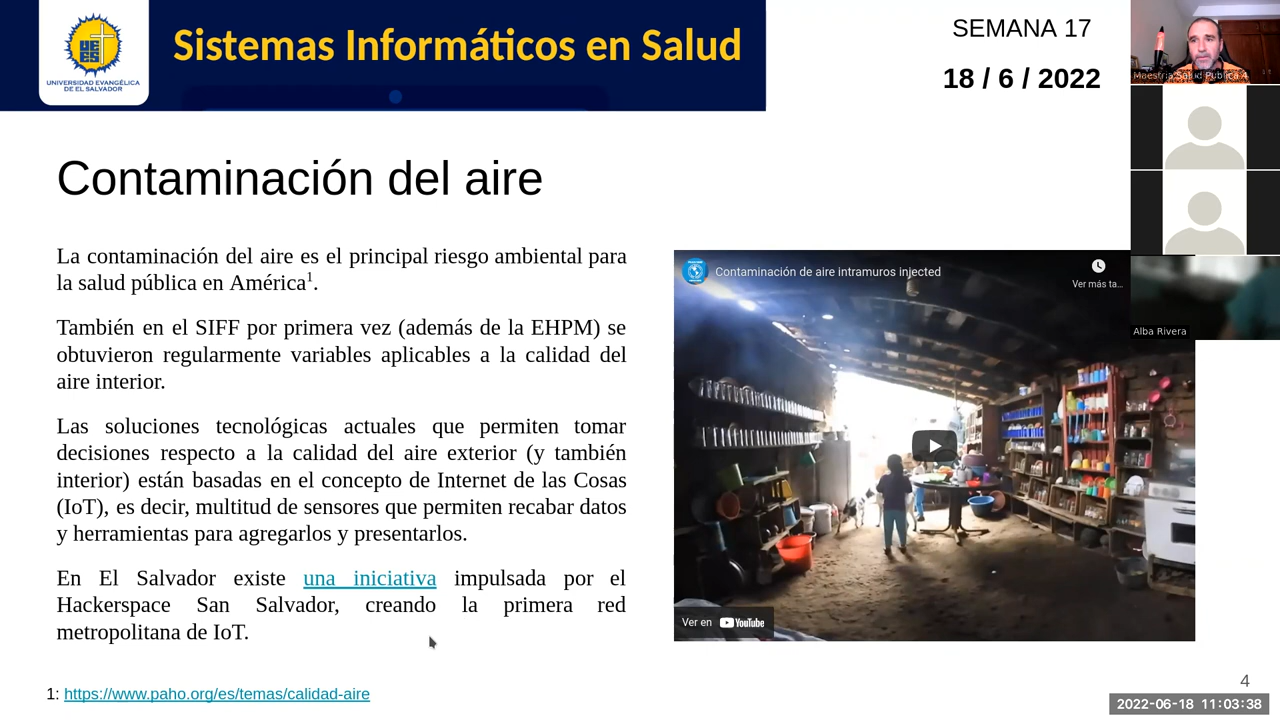 UNIVERSIDAD EVANGÉLICA
DE EL SALVADOR
Sistemas Informáticos en Salud
SEMANA 17
18 / 6 / 2022
Maestria Salud Publica 4
Contaminación del aire
La contaminación del aire es el principal riesgo ambiental para
la salud pública en América¹.
También en el SIFF por primera vez (además de la EHPM) se
obtuvieron regularmente variables aplicables a la calidad del
aire interior.
Las soluciones tecnológicas actuales que permiten tomar
decisiones respecto a la calidad del aire exterior (y también
interior) están basadas en el concepto de Internet de las Cosas
(IoT), es decir, multitud de sensores que permiten recabar datos
y herramientas para agregarlos y presentarlos.
En El Salvador existe una iniciativa impulsada por el
Hackerspace San Salvador, creando la primera red
metropolitana de IoT.
Contaminación de aire intramuros injected
Ver más ta...
Alba Rivera
Ver en YouTube
1: https://www.paho.org/es/temas/calidad-aire
4
2022-06-18 11:03:38